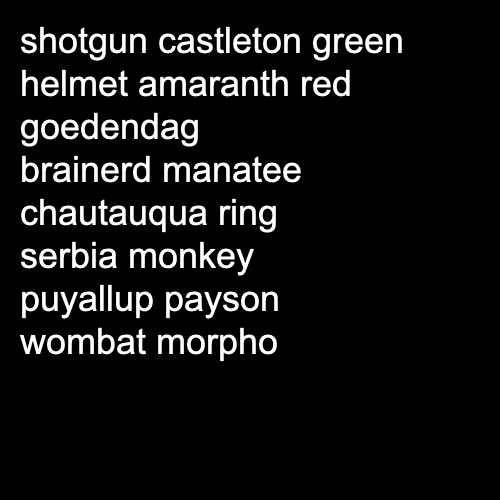 shotgun castleton green
helmet amaranth red
goedendag
brainerd manatee
chautauqua ring
serbia monkey
puyallup payson
wombat morpho